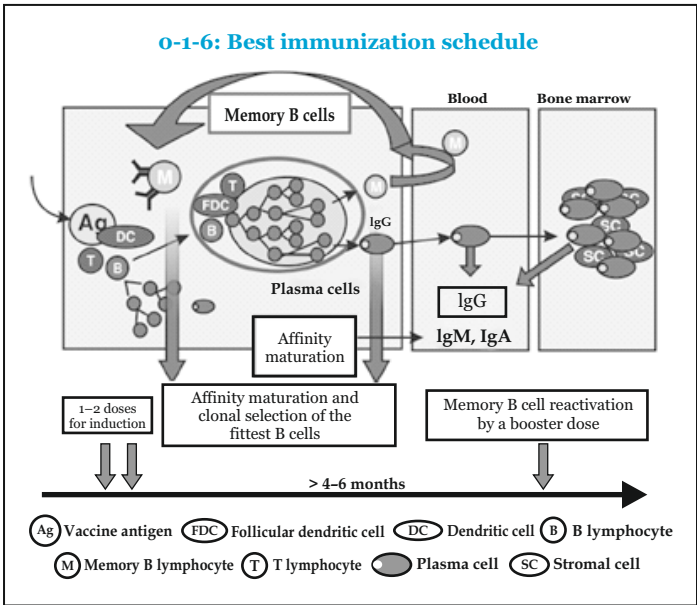 0-1-6: Best immunization schedule
Blood
Bone marrow
Memory B cells
M
M
T
FDC
B
M
Ag
DC
T
B
IgG
SC
SC
SC
SC
SC
Plasma cells
IgG
IgM, IgA
Affinity
maturation
1–2 doses
for induction
Affinity maturation and
clonal selection of the
fittest B cells
Memory B cell reactivation
by a booster dose
> 4–6 months
Ag Vaccine antigen FDC Follicular dendritic cell DC Dendritic cell B B lymphocyte
M Memory B lymphocyte T T lymphocyte Plasma cell SC Stromal cell